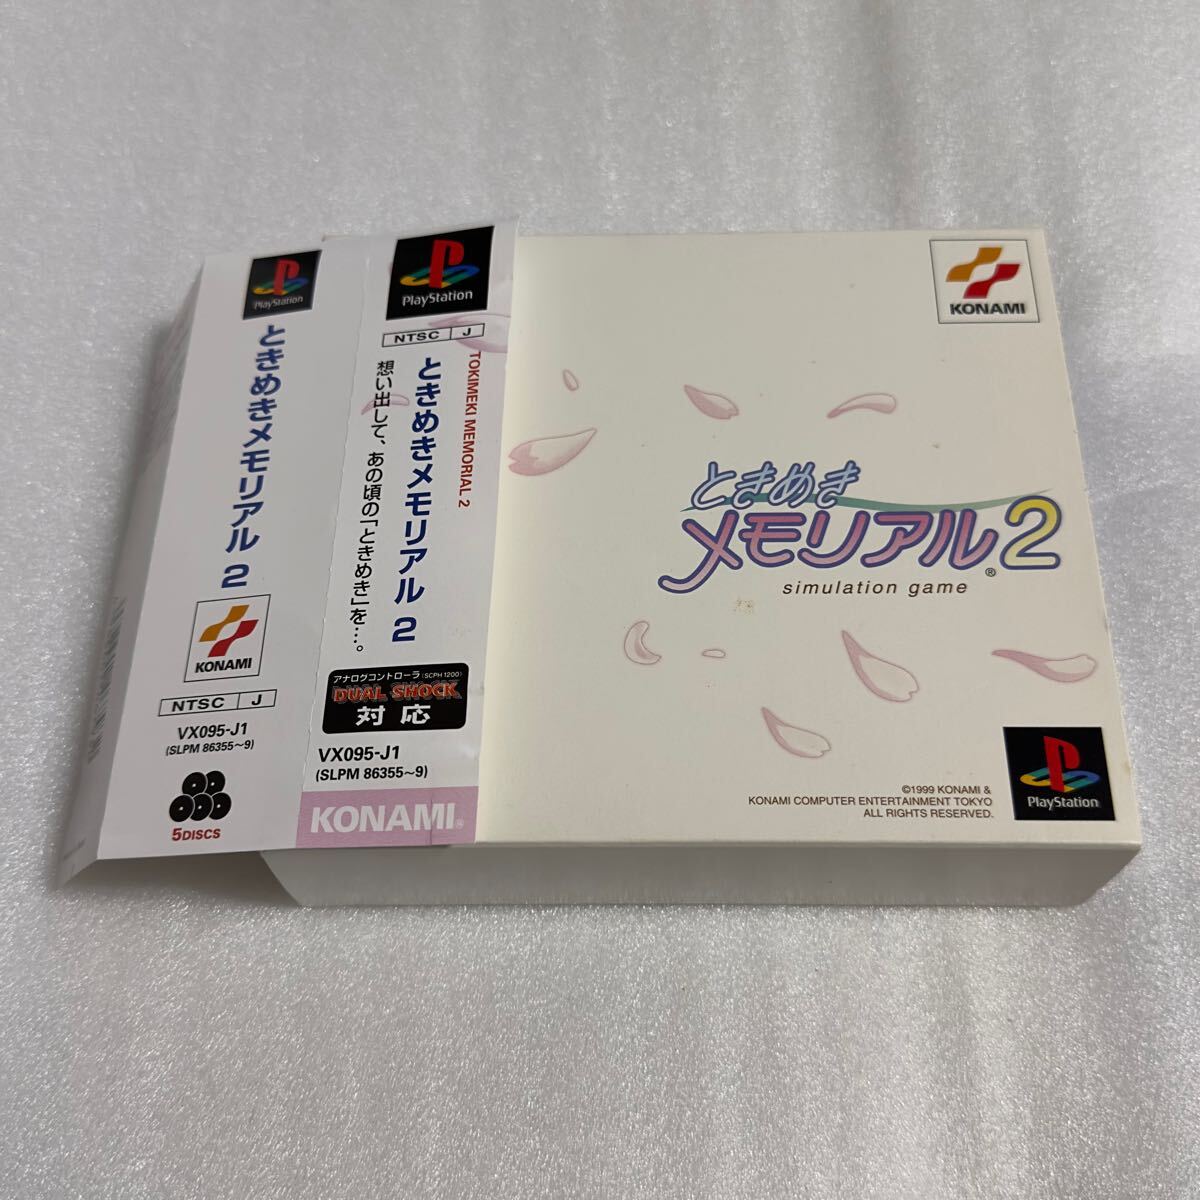 PlayStation
ときめきメモリアル 2
KONAMI
NTSC J
VX095-J1
(SLPM 86355~9)
5DISCS
PlayStation
NTSC J
TOKIMEKI MEMORIAL 2
ときめきメモリアル 2
想い出して、あの頃の「ときめき」を…。
アナログコントローラ(SCPH 1200)
DUAL SHOCK
対応
VX095-J1
(SLPM 86355~9)
KONAMI®
KONAMI
ときめき
メモリアル®2
simulation game
©1999 KONAMI &
KONAMI COMPUTER ENTERTAINMENT TOKYO
ALL RIGHTS RESERVED.
PlayStation